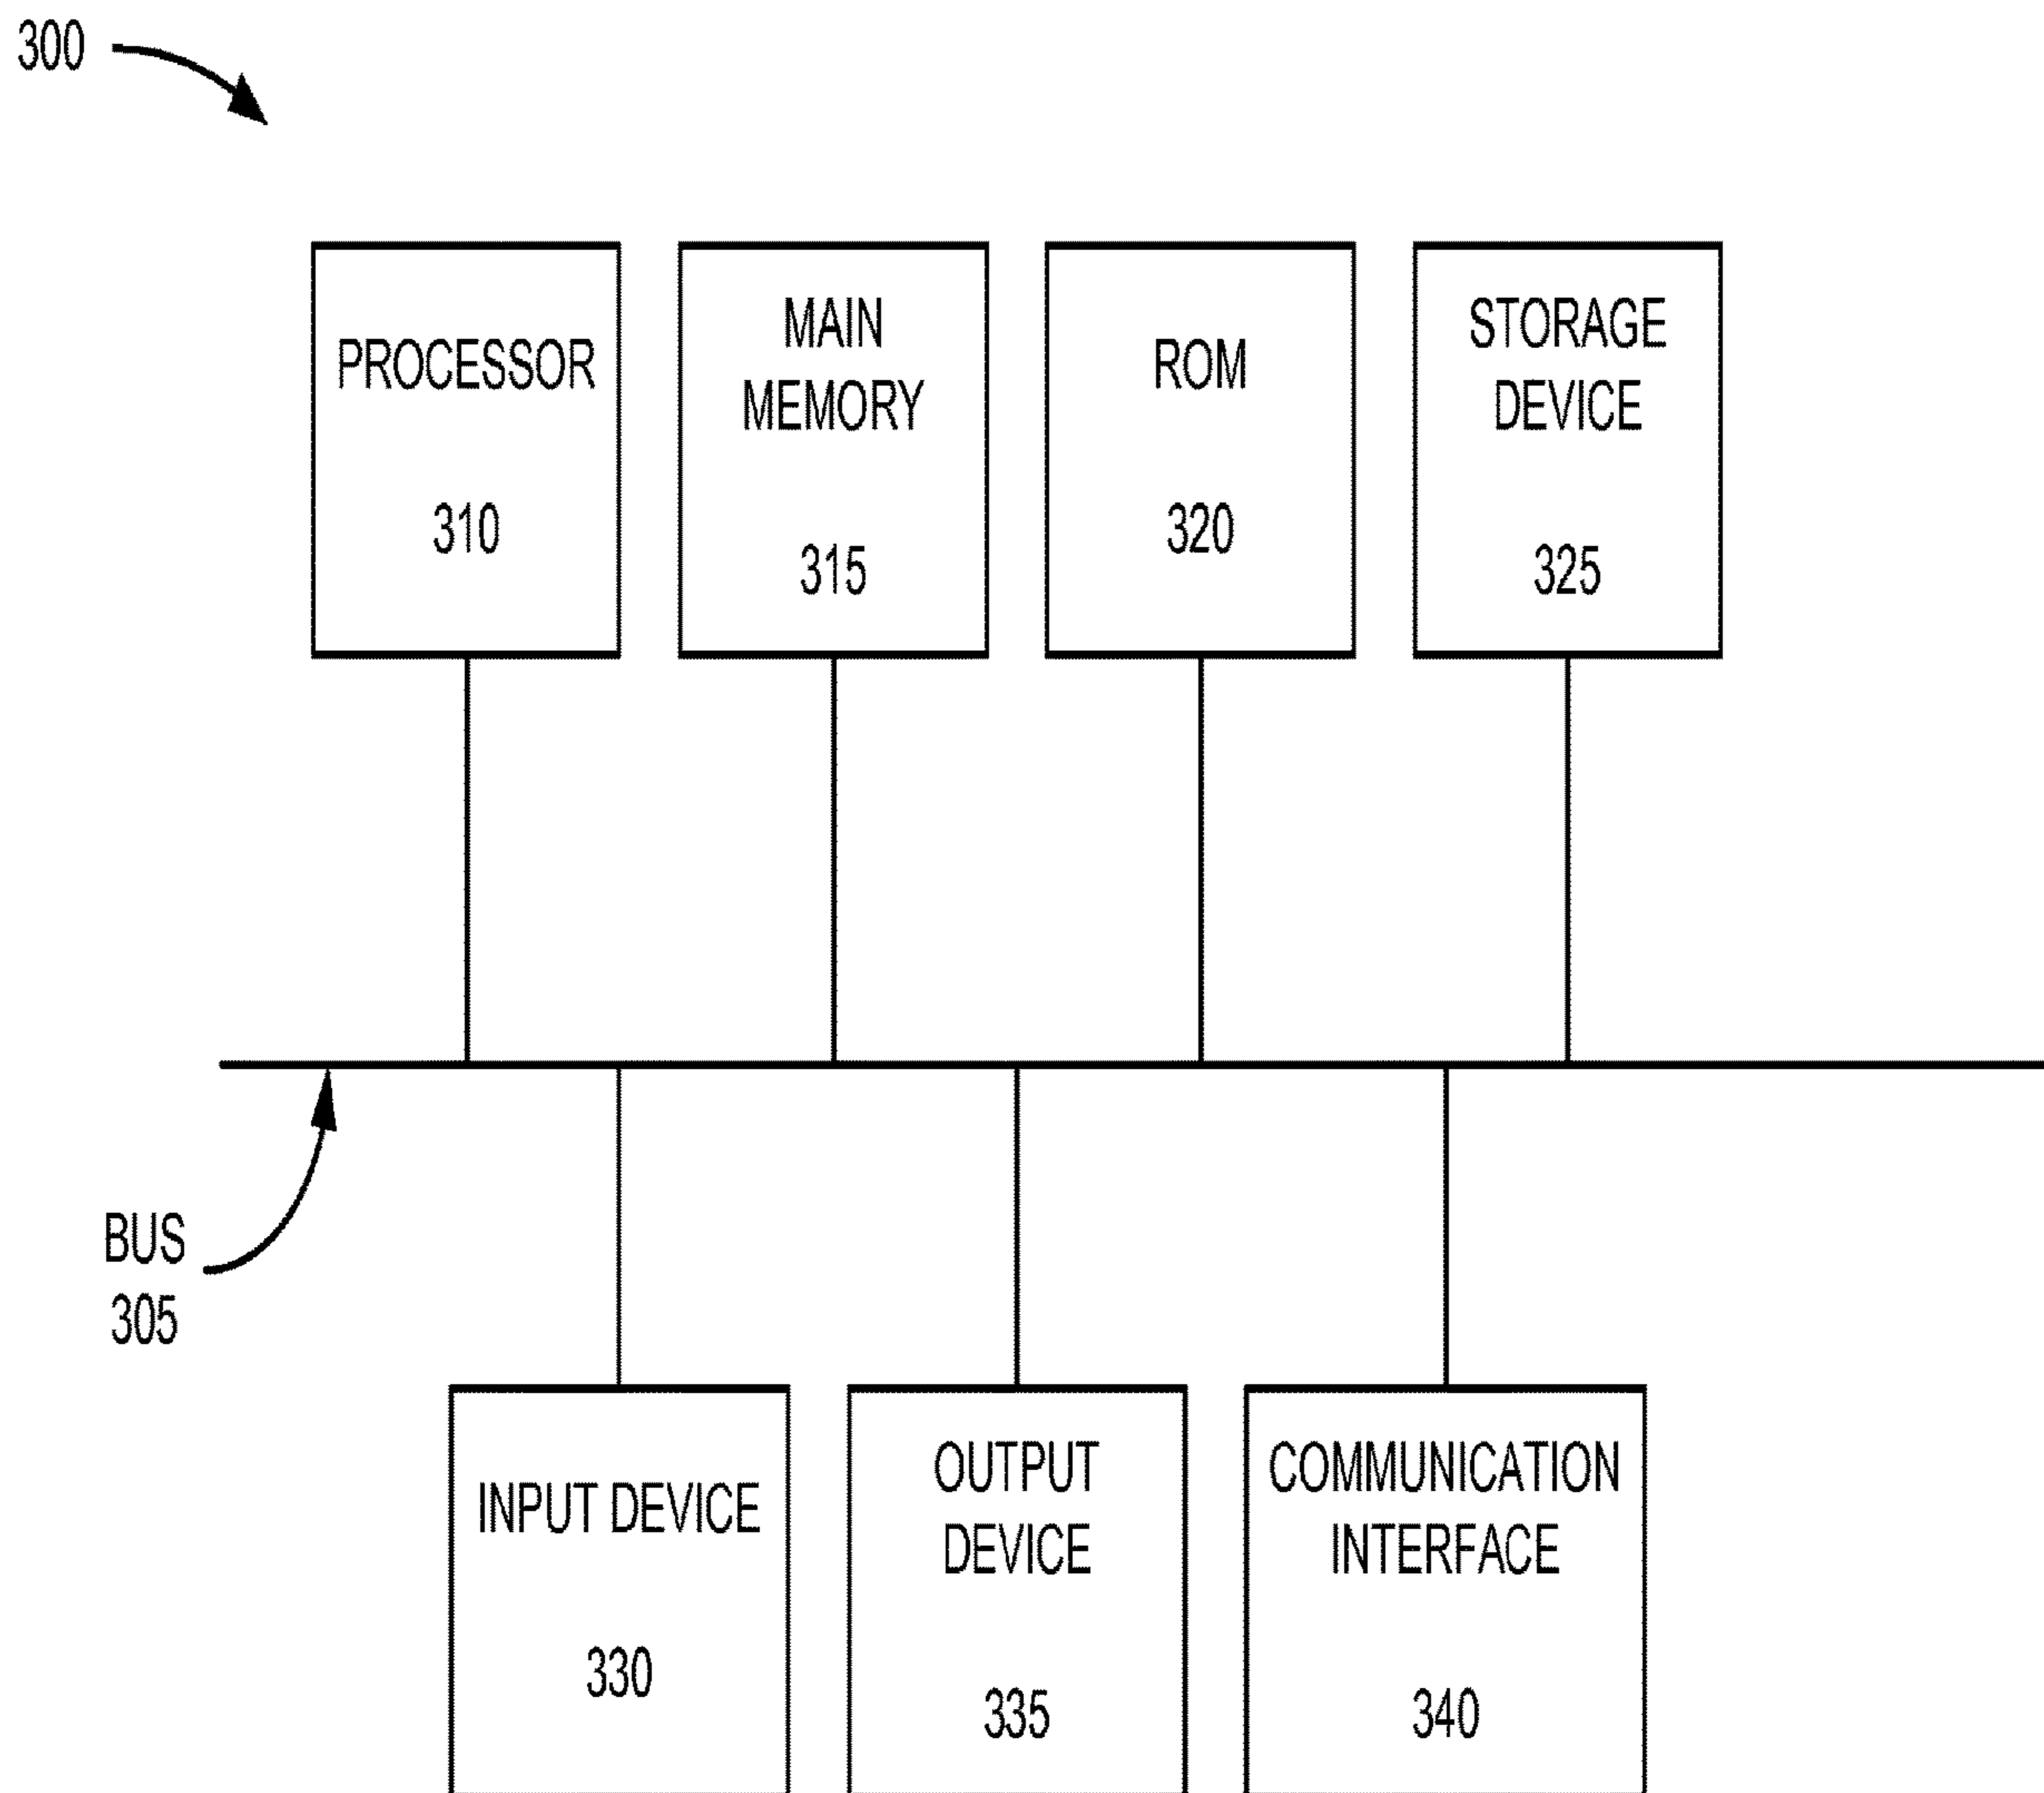 300
PROCESSOR
310
MAIN
MEMORY
315
ROM
320
STORAGE
DEVICE
325
BUS
305
INPUT DEVICE
330
OUTPUT
DEVICE
335
COMMUNICATION
INTERFACE
340